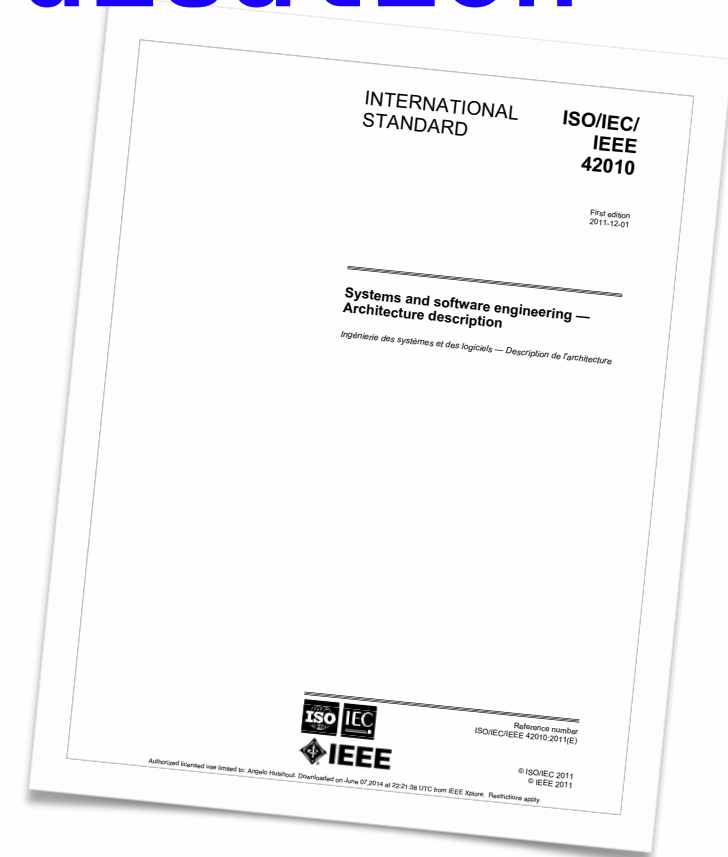 INTERNATIONAL
STANDARD
ISO/IEC/
IEEE
42010
First edition
2011-12-01
Systems and software engineering —
Architecture description
Ingénierie des systèmes et des logiciels — Description de l'architecture
ISO IEC
IEEE
Reference number
ISO/IEC/IEEE 42010:2011(E)
© ISO/IEC 2011
© IEEE 2011
Authorized licensed use limited to: Angelo Hulshout. Downloaded on June 07,2014 at 22:21:38 UTC from IEEE Xplore. Restrictions apply.